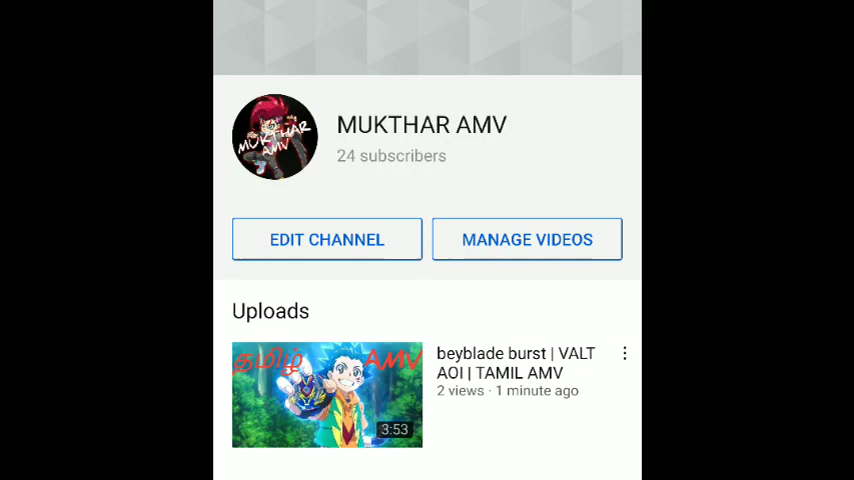 MUKTHAR AMV
MUKTHAR AMV
24 subscribers
EDIT CHANNEL
MANAGE VIDEOS
Uploads
தமிழ் AMV
3:53
beyblade burst | VALT
AOI | TAMIL AMV
2 views · 1 minute ago